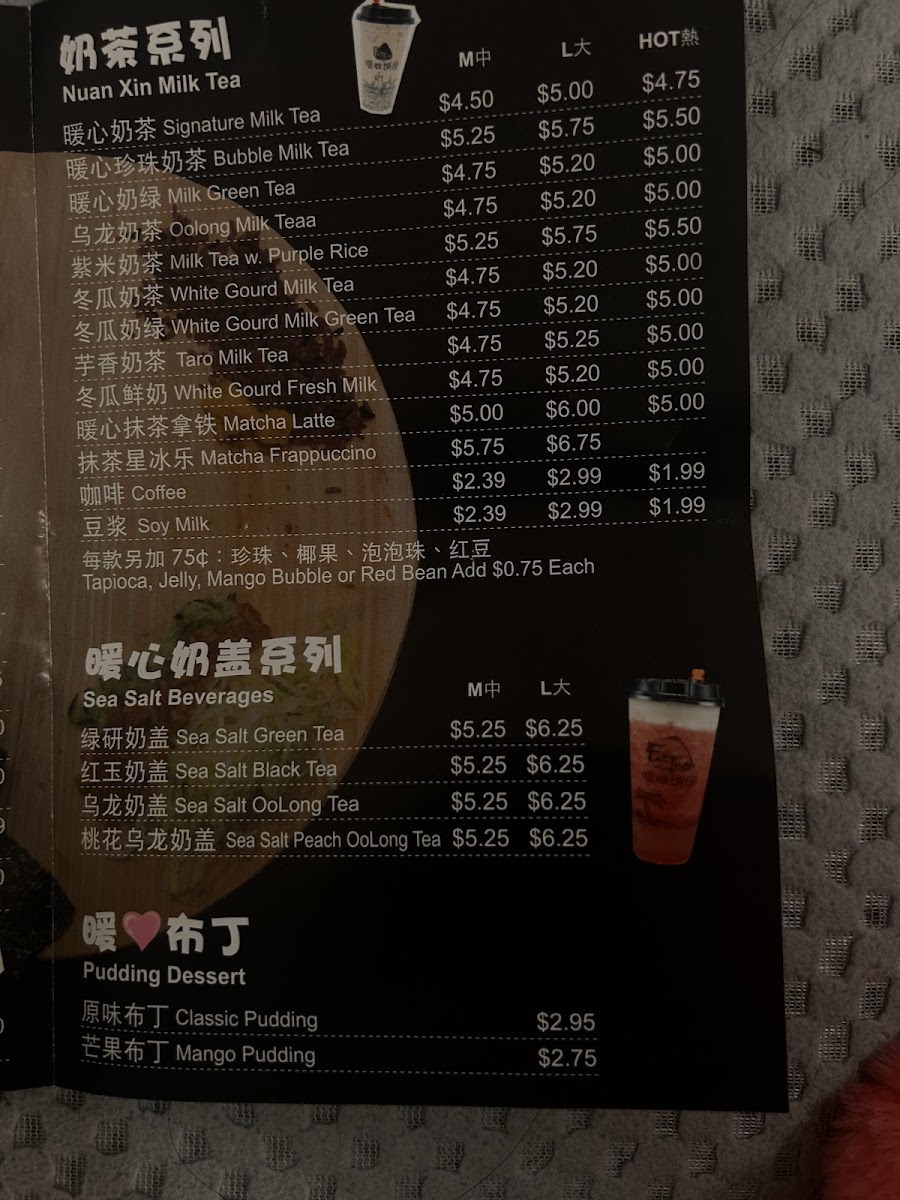 奶茶系列
Nuan Xin Milk Tea M中 L大 HOT熱
暖心奶茶 Signature Milk Tea $4.50 $5.00 $4.75
暖心珍珠奶茶 Bubble Milk Tea $5.25 $5.75 $5.50
暖心奶绿 Milk Green Tea $4.75 $5.20 $5.00
乌龙奶茶 Oolong Milk Teaa $4.75 $5.20 $5.00
紫米奶茶 Milk Tea w. Purple Rice $5.25 $5.75 $5.50
冬瓜奶茶 White Gourd Milk Tea $4.75 $5.20 $5.00
冬瓜奶绿 White Gourd Milk Green Tea $4.75 $5.20 $5.00
芋香奶茶 Taro Milk Tea $4.75 $5.25 $5.00
冬瓜鲜奶 White Gourd Fresh Milk $4.75 $5.20 $5.00
暖心抹茶拿铁 Matcha Latte $5.00 $6.00 $5.00
抹茶星冰乐 Matcha Frappuccino $5.75 $6.75
咖啡 Coffee $2.39 $2.99 $1.99
豆浆 Soy Milk $2.39 $2.99 $1.99
每款另加 75¢：珍珠、椰果、泡泡珠、红豆
Tapioca, Jelly, Mango Bubble or Red Bean Add $0.75 Each
暖心奶盖系列
Sea Salt Beverages M中 L大
绿研奶盖 Sea Salt Green Tea $5.25 $6.25
红玉奶盖 Sea Salt Black Tea $5.25 $6.25
乌龙奶盖 Sea Salt OoLong Tea $5.25 $6.25
桃花乌龙奶盖 Sea Salt Peach OoLong Tea $5.25 $6.25
暖 布丁
Pudding Dessert
原味布丁 Classic Pudding $2.95
芒果布丁 Mango Pudding $2.75